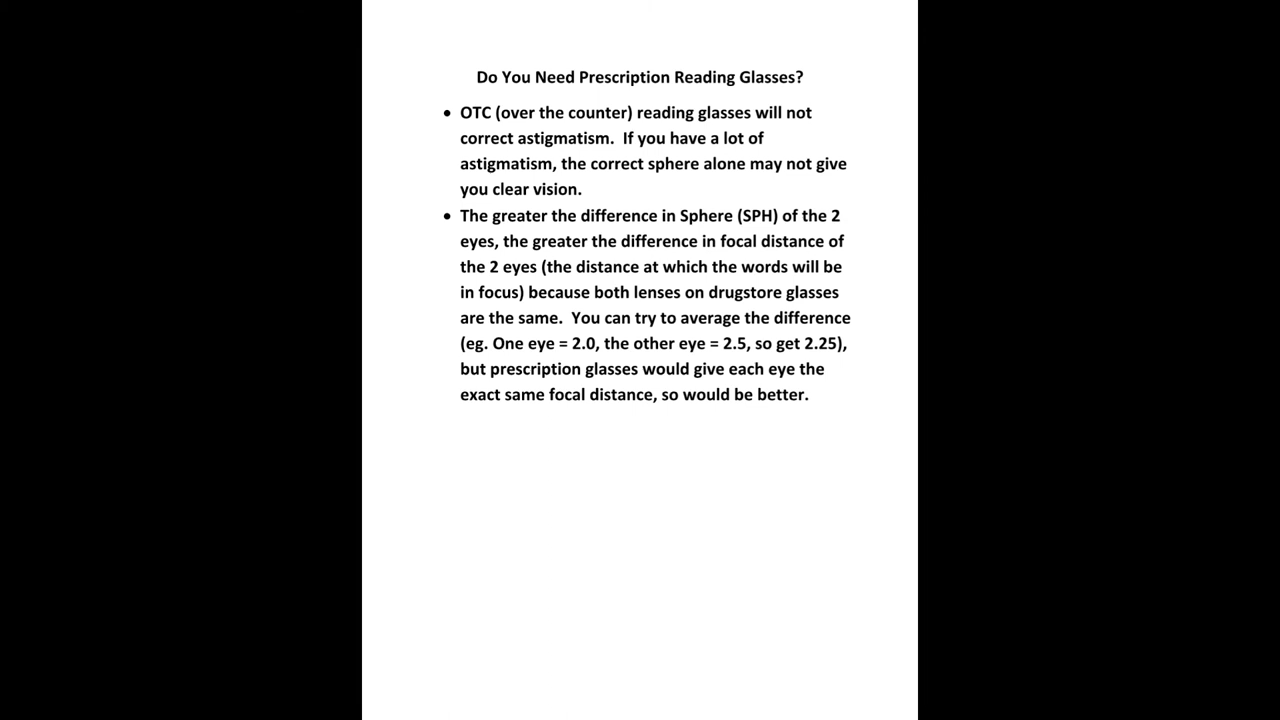 Do You Need Prescription Reading Glasses?
• OTC (over the counter) reading glasses will not
correct astigmatism.  If you have a lot of
astigmatism, the correct sphere alone may not give
you clear vision.
• The greater the difference in Sphere (SPH) of the 2
eyes, the greater the difference in focal distance of
the 2 eyes (the distance at which the words will be
in focus) because both lenses on drugstore glasses
are the same.  You can try to average the difference
(eg. One eye = 2.0, the other eye = 2.5, so get 2.25),
but prescription glasses would give each eye the
exact same focal distance, so would be better.